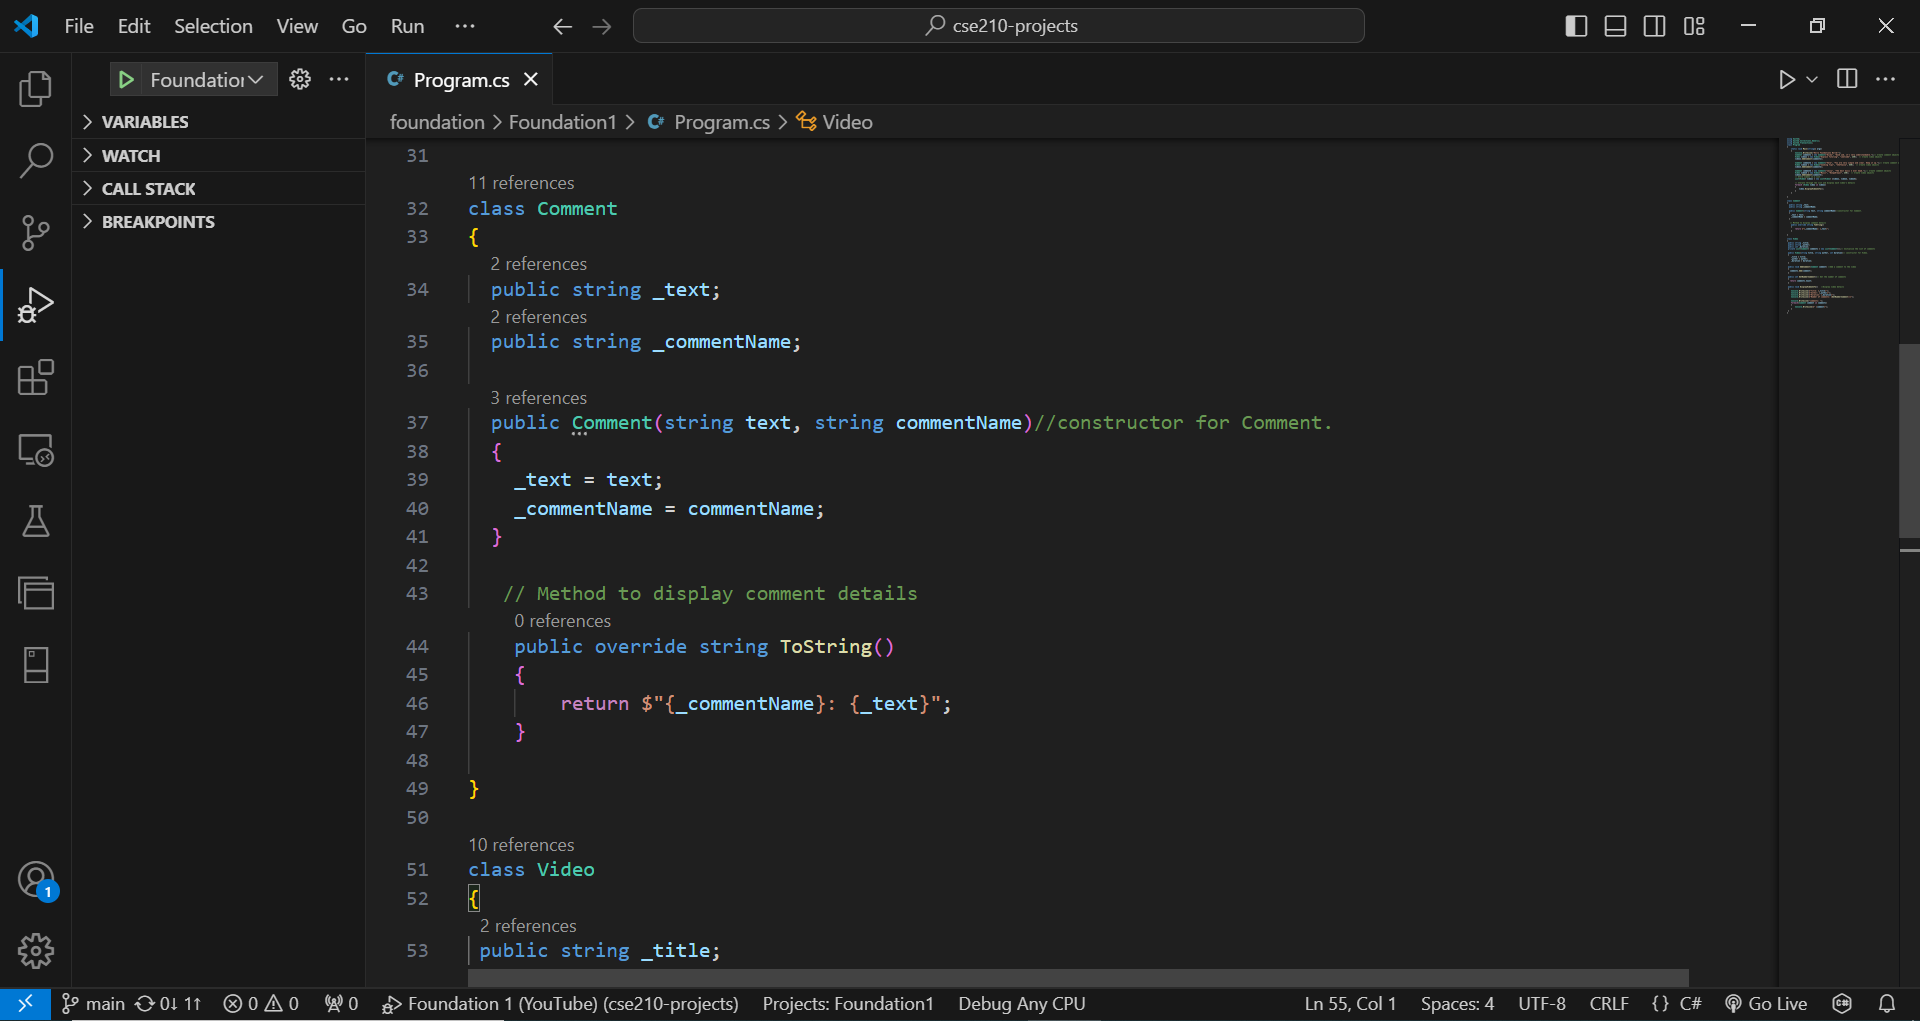 File Edit Selection View Go Run ··· cse210-projects
Foundation Program.cs
foundation > Foundation1 > Program.cs > Video
VARIABLES
WATCH
CALL STACK
BREAKPOINTS
31
11 references
32 class Comment
33 {
2 references
34 public string _text;
2 references
35 public string _commentName;
36
3 references
37 public Comment(string text, string commentName)//constructor for Comment.
38 {
39 _text = text;
40 _commentName = commentName;
41 }
42
43 // Method to display comment details
0 references
44 public override string ToString()
45 {
46 return $"{_commentName}: {_text}";
47 }
48
49 }
50
10 references
51 class Video
52 {
2 references
53 public string _title;
1
main 0↓ 1↑ 0 0 0 Foundation 1 (YouTube) (cse210-projects) Projects: Foundation1 Debug Any CPU Ln 55, Col 1 Spaces: 4 UTF-8 CRLF {} C# Go Live